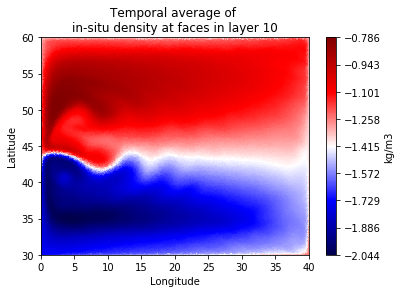 Temporal average of
in-situ density at faces in layer 10
60
55
50
45
40
35
30
Latitude
0 5 10 15 20 25 30 35 40
Longitude
-0.786
-0.943
-1.101
-1.258
-1.415
-1.572
-1.729
-1.886
-2.044
kg/m3